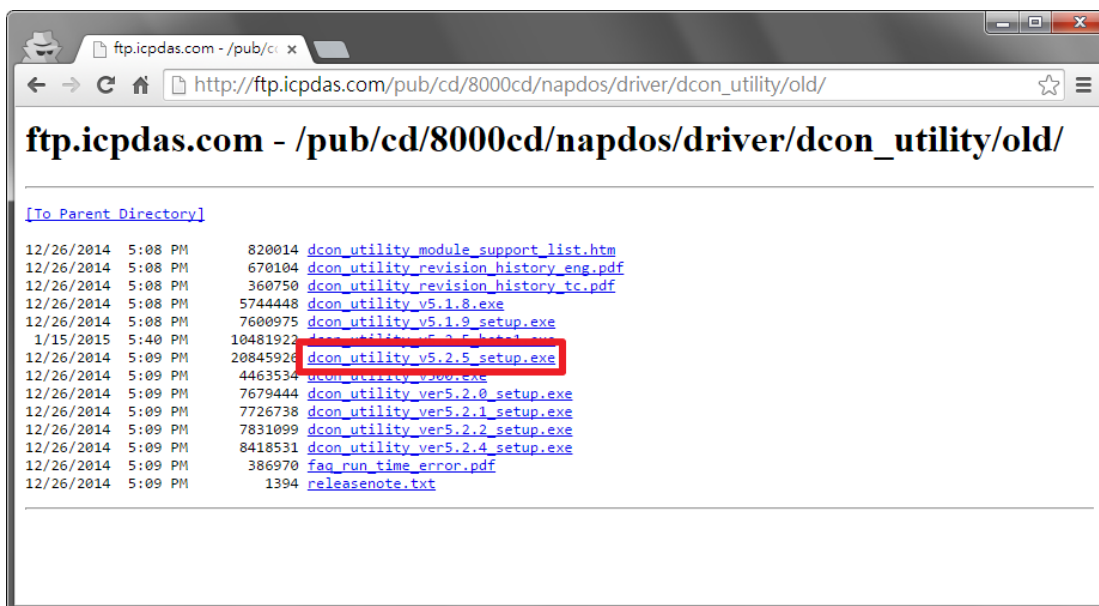 ftp.icpdas.com - /pub/cc
http://ftp.icpdas.com/pub/cd/8000cd/napdos/driver/dcon_utility/old/
ftp.icpdas.com - /pub/cd/8000cd/napdos/driver/dcon_utility/old/
[To Parent Directory]
12/26/2014 5:08 PM 820014 dcon_utility_module_support_list.htm
12/26/2014 5:08 PM 670104 dcon_utility_revision_history_eng.pdf
12/26/2014 5:08 PM 360750 dcon_utility_revision_history_tc.pdf
12/26/2014 5:08 PM 5744448 dcon_utility_v5.1.8.exe
12/26/2014 5:08 PM 7600975 dcon_utility_v5.1.9_setup.exe
1/15/2015 5:40 PM 10481922 dcon_utility_v5.2.5_beta1.exe
12/26/2014 5:09 PM 20845926 dcon_utility_v5.2.5_setup.exe
12/26/2014 5:09 PM 4463534 dcon_utility_v500.exe
12/26/2014 5:09 PM 7679444 dcon_utility_ver5.2.0_setup.exe
12/26/2014 5:09 PM 7726738 dcon_utility_ver5.2.1_setup.exe
12/26/2014 5:09 PM 7831099 dcon_utility_ver5.2.2_setup.exe
12/26/2014 5:09 PM 8418531 dcon_utility_ver5.2.4_setup.exe
12/26/2014 5:09 PM 386970 faq_run_time_error.pdf
12/26/2014 5:09 PM 1394 releasenote.txt